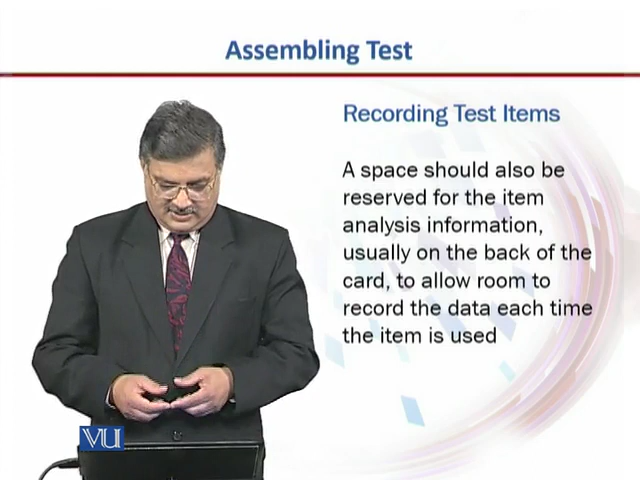 Assembling Test
Recording Test Items
A space should also be
reserved for the item
analysis information,
usually on the back of the
card, to allow room to
record the data each time
the item is used
VU